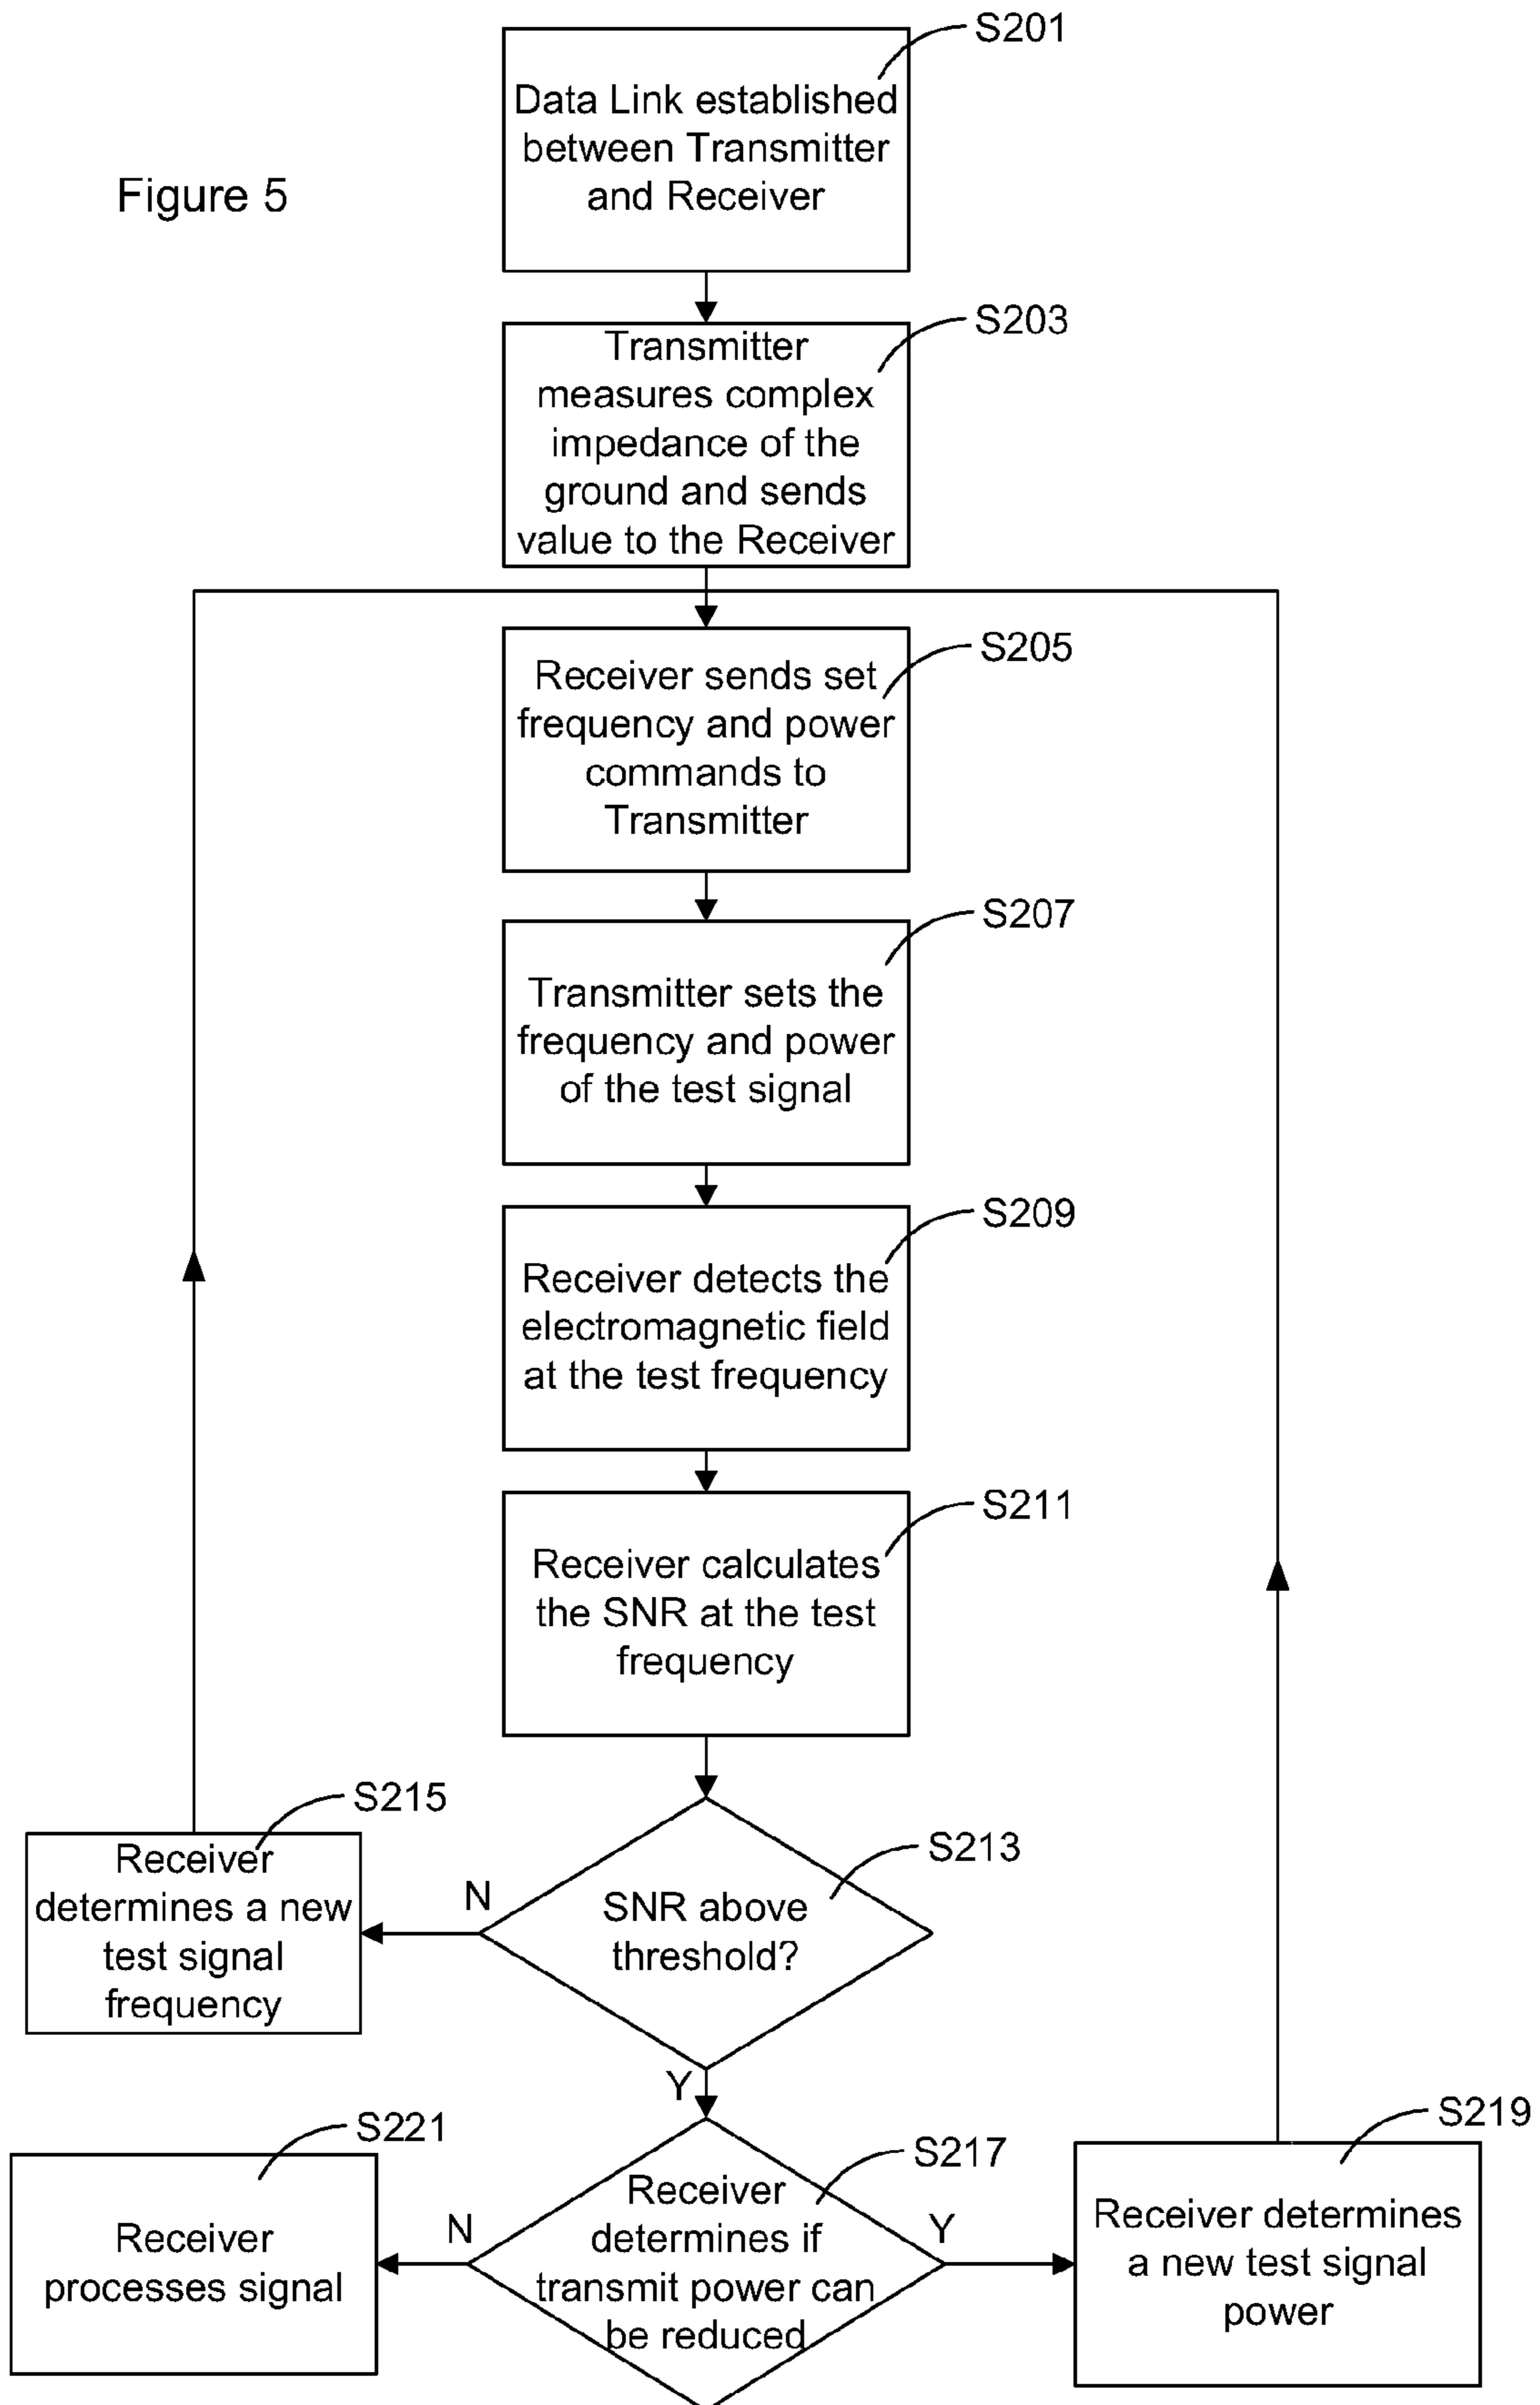 Figure 5
S201
Data Link established
between Transmitter
and Receiver
S203
Transmitter
measures complex
impedance of the
ground and sends
value to the Receiver
S205
Receiver sends set
frequency and power
commands to
Transmitter
S207
Transmitter sets the
frequency and power
of the test signal
S209
Receiver detects the
electromagnetic field
at the test frequency
S211
Receiver calculates
the SNR at the test
frequency
S213
SNR above
threshold?
N
Y
S215
Receiver
determines a new
test signal
frequency
S217
Receiver
determines if
transmit power can
be reduced
N
Y
S221
Receiver
processes signal
S219
Receiver determines
a new test signal
power